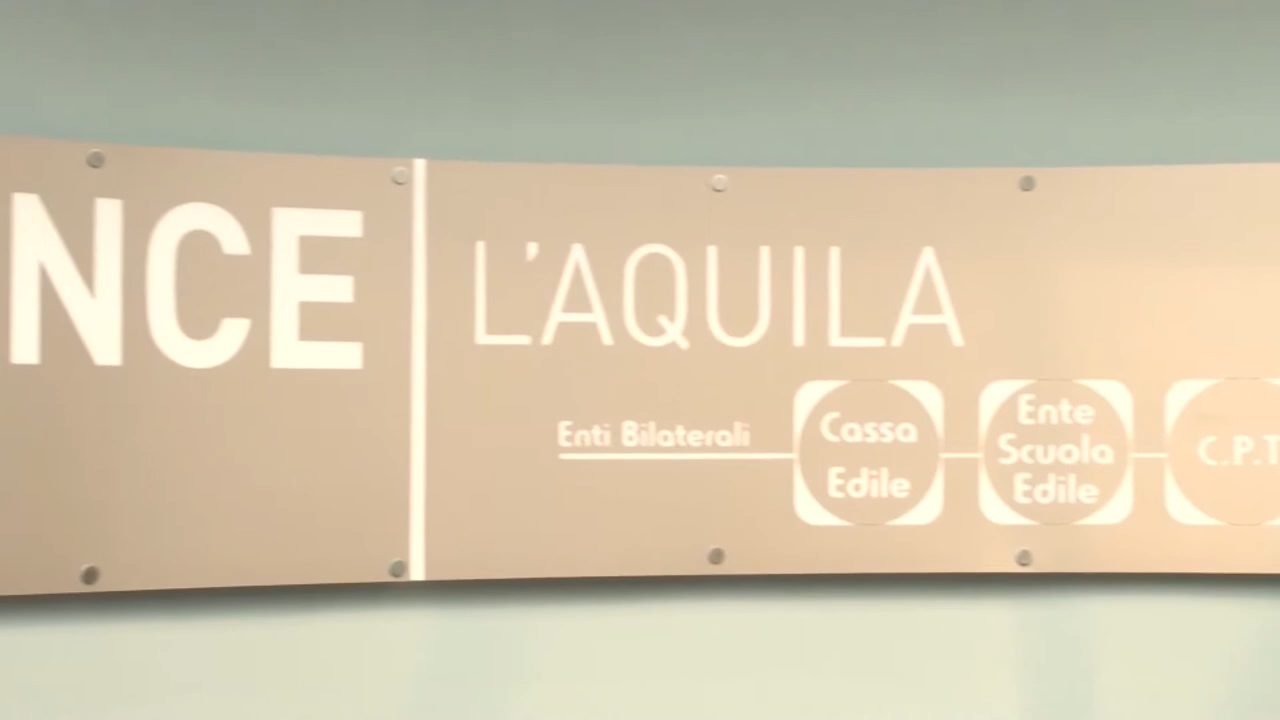 NCE
L'AQUILA
Enti Bilaterali
Cassa
Edile
Ente
Scuola
Edile
C.P.T